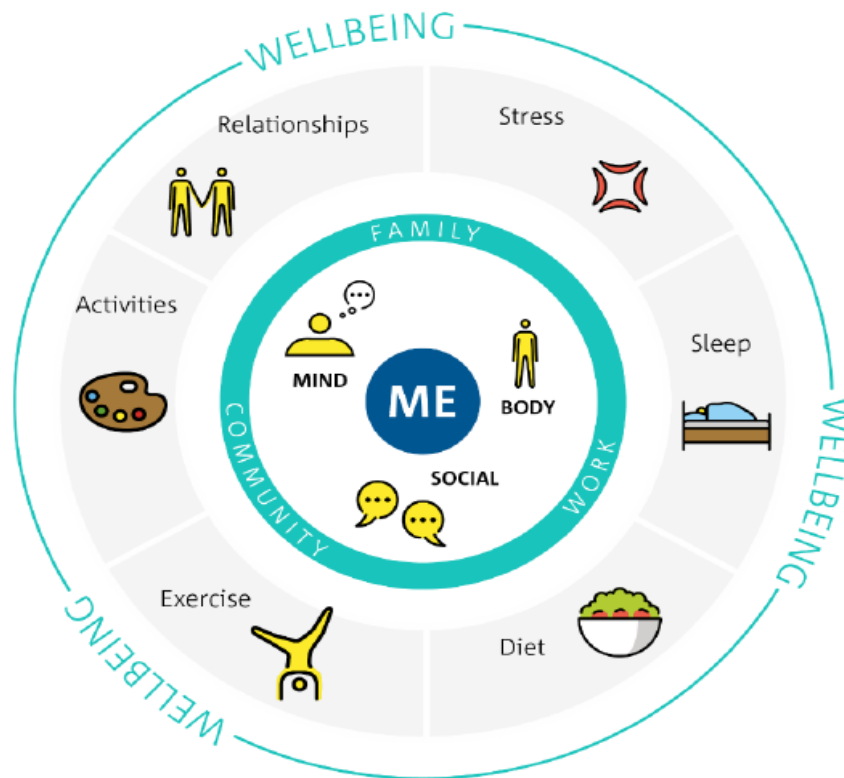 WELLBEING
Relationships
Stress
FAMILY
Activities
MIND
ME
BODY
Sleep
SOCIAL
COMMUNITY
WORK
WELLBEING
Exercise
Diet
WELLBEING